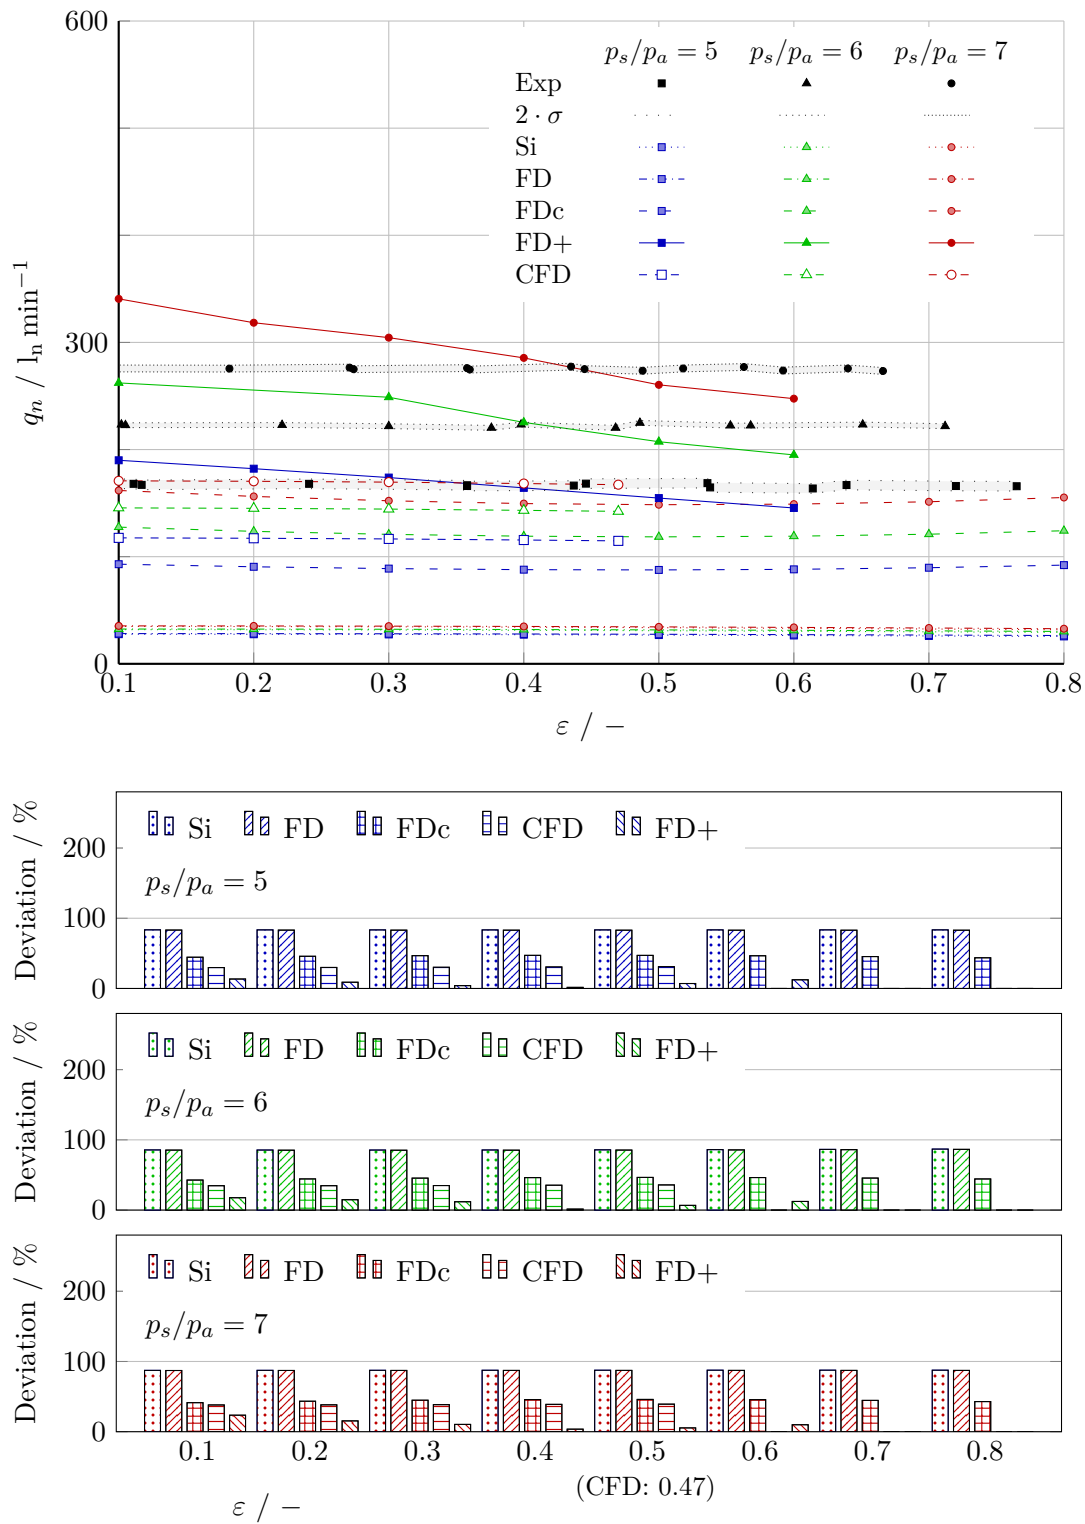 600
300
0
q_n / l_n min⁻¹
p_s/p_a = 5 p_s/p_a = 6 p_s/p_a = 7
Exp
2 · σ
Si
FD
FDc
FD+
CFD
0.1 0.2 0.3 0.4 0.5 0.6 0.7 0.8
ε / −
Deviation / %
200
100
0
Si FD FDc CFD FD+
p_s/p_a = 5
Deviation / %
200
100
0
Si FD FDc CFD FD+
p_s/p_a = 6
Deviation / %
200
100
0
Si FD FDc CFD FD+
p_s/p_a = 7
0.1 0.2 0.3 0.4 0.5 0.6 0.7 0.8
(CFD: 0.47)
ε / −